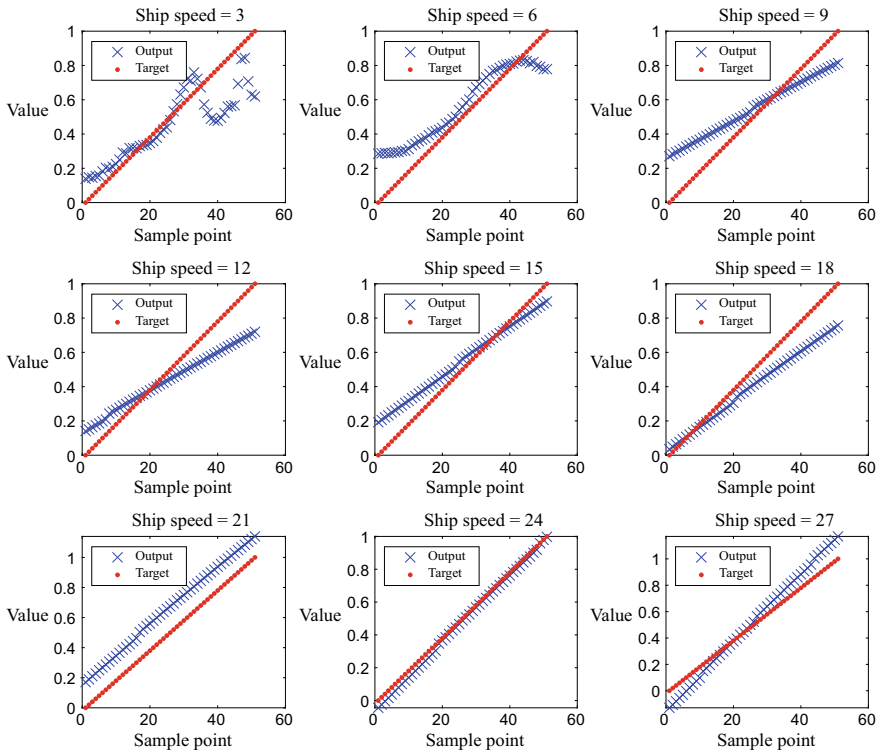 Ship speed = 3
Ship speed = 6
Ship speed = 9
1
0.8
0.6
0.4
0.2
0
Value
Output
Target
0
20
40
60
Sample point
1
0.8
0.6
0.4
0.2
0
Value
Output
Target
0
20
40
60
Sample point
1
0.8
0.6
0.4
0.2
0
Value
Output
Target
0
20
40
60
Sample point
Ship speed = 12
Ship speed = 15
Ship speed = 18
1
0.8
0.6
0.4
0.2
0
Value
Output
Target
0
20
40
60
Sample point
1
0.8
0.6
0.4
0.2
0
Value
Output
Target
0
20
40
60
Sample point
1
0.8
0.6
0.4
0.2
0
Value
Output
Target
0
20
40
60
Sample point
Ship speed = 21
Ship speed = 24
Ship speed = 27
1
0.8
0.6
0.4
0.2
0
Value
Output
Target
0
20
40
60
Sample point
1
0.8
0.6
0.4
0.2
0
Value
Output
Target
0
20
40
60
Sample point
1
0.8
0.6
0.4
0.2
0
Value
Output
Target
0
20
40
60
Sample point